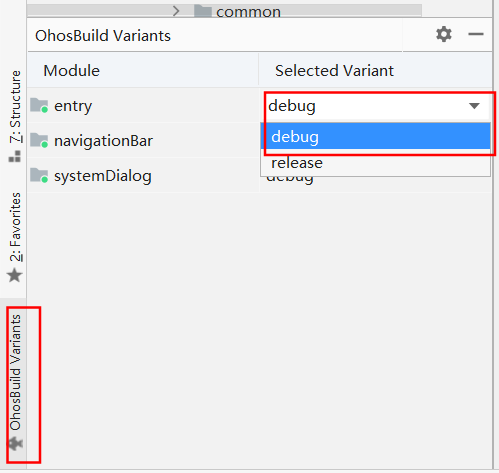 common
OhosBuild Variants
Module Selected Variant
entry debug
debug
navigationBar
release
systemDialog debug
7: Structure
2: Favorites
OhosBuild Variants